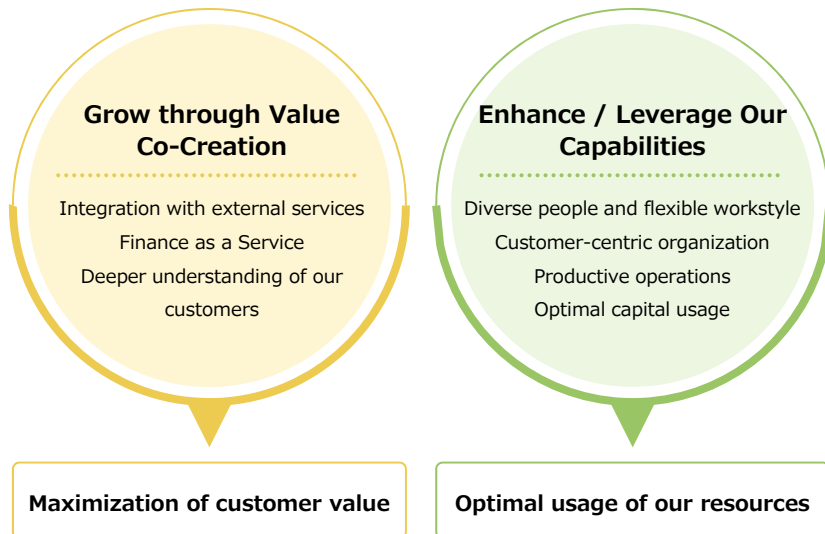 Grow through Value
Co-Creation
Integration with external services
Finance as a Service
Deeper understanding of our
customers
Maximization of customer value
Enhance / Leverage Our
Capabilities
Diverse people and flexible workstyle
Customer-centric organization
Productive operations
Optimal capital usage
Optimal usage of our resources